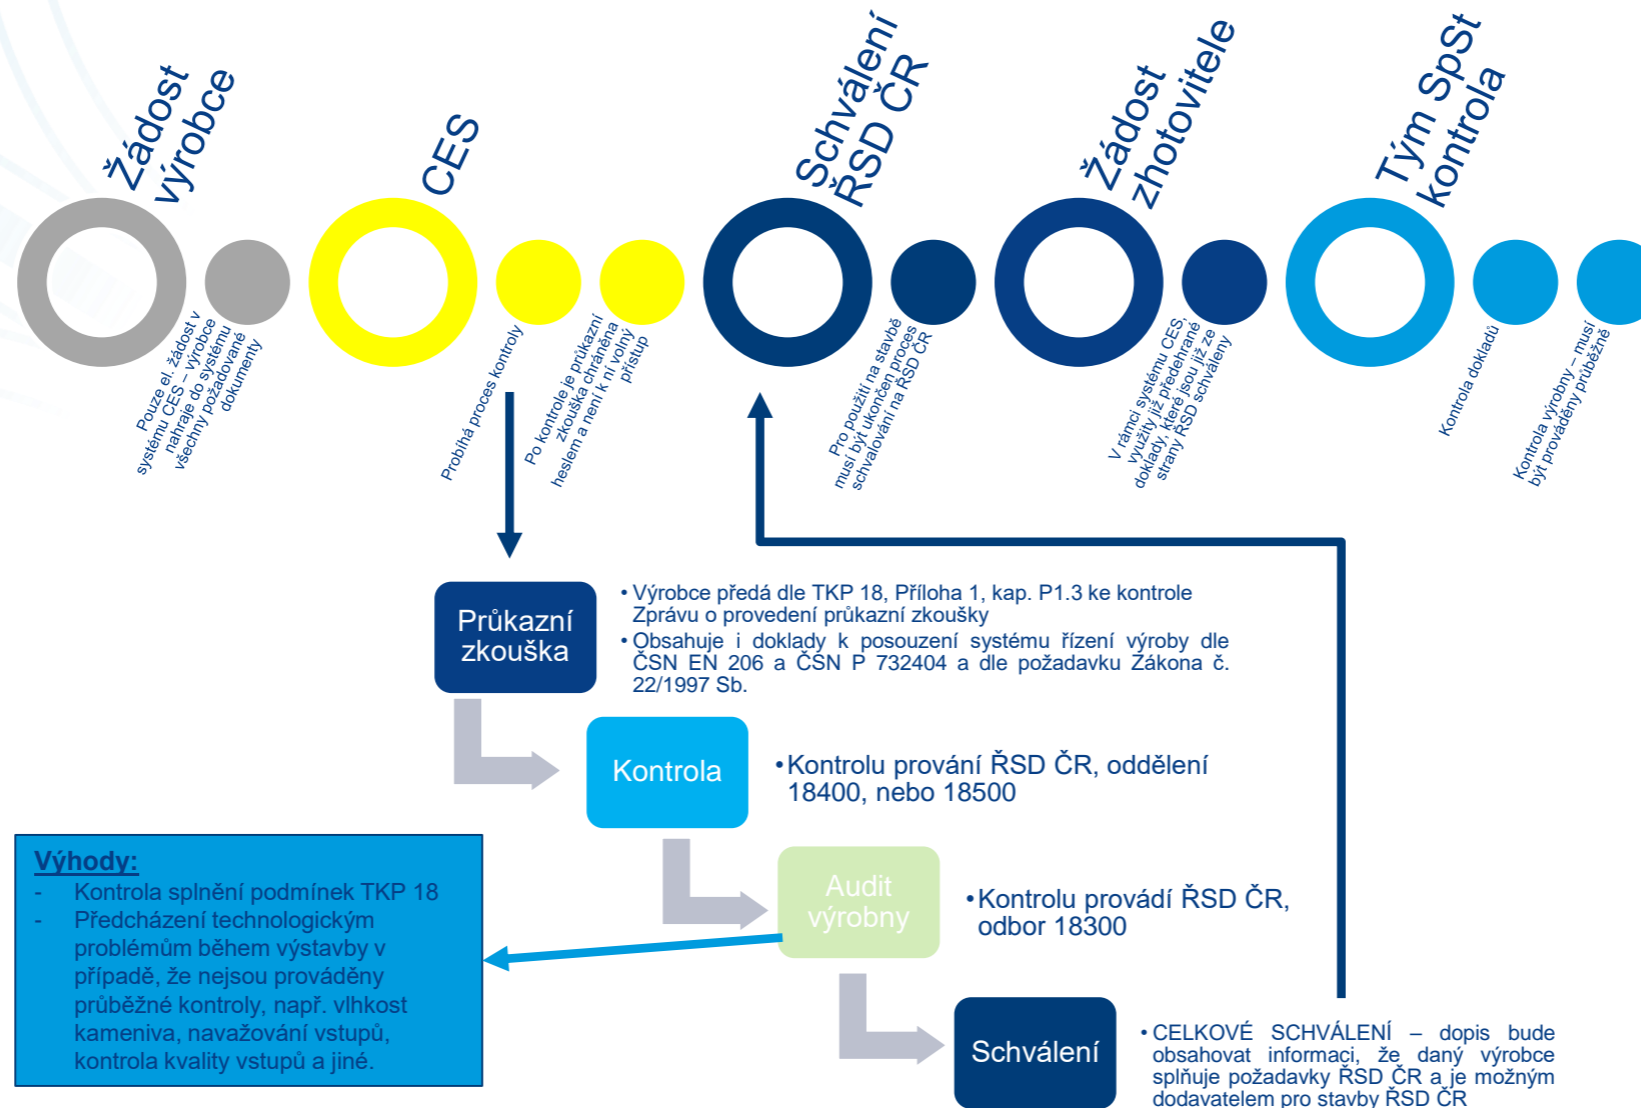 Žádost
výrobce
CES
Schválení
ŘSD ČR
Žádost
zhotovitele
Tým SpSt
kontrola
Pouze el. žádost v
systému CES – výrobce
nahraje do systému
všechny požadované
dokumenty
Probíhá proces kontroly
Po kontrole je průkazní
zkouška chráněna
heslem a není k ní volný
přístup
Pro použití na stavbě
musí být ukončen proces
schvalování na ŘSD ČR
V rámci systému CES,
využity již předehrané
doklady, které jsou již ze
strany ŘSD schváleny
Kontrola dokladů
Kontrola výrobny – musí
být prováděny průběžně
Průkazní
zkouška
• Výrobce předá dle TKP 18, Příloha 1, kap. P1.3 ke kontrole
Zprávu o provedení průkazní zkoušky
• Obsahuje i doklady k posouzení systému řízení výroby dle
ČSN EN 206 a ČSN P 732404 a dle požadavku Zákona č.
22/1997 Sb.
Kontrola
•Kontrolu prování ŘSD ČR, oddělení
18400, nebo 18500
Audit
výrobny
•Kontrolu provádí ŘSD ČR,
odbor 18300
Výhody:
- Kontrola splnění podmínek TKP 18
- Předcházení technologickým
problémům během výstavby v
případě, že nejsou prováděny
průběžné kontroly, např. vlhkost
kameniva, navažování vstupů,
kontrola kvality vstupů a jiné.
Schválení
• CELKOVÉ SCHVÁLENÍ – dopis bude
obsahovat informaci, že daný výrobce
splňuje požadavky ŘSD ČR a je možným
dodavatelem pro stavby ŘSD ČR